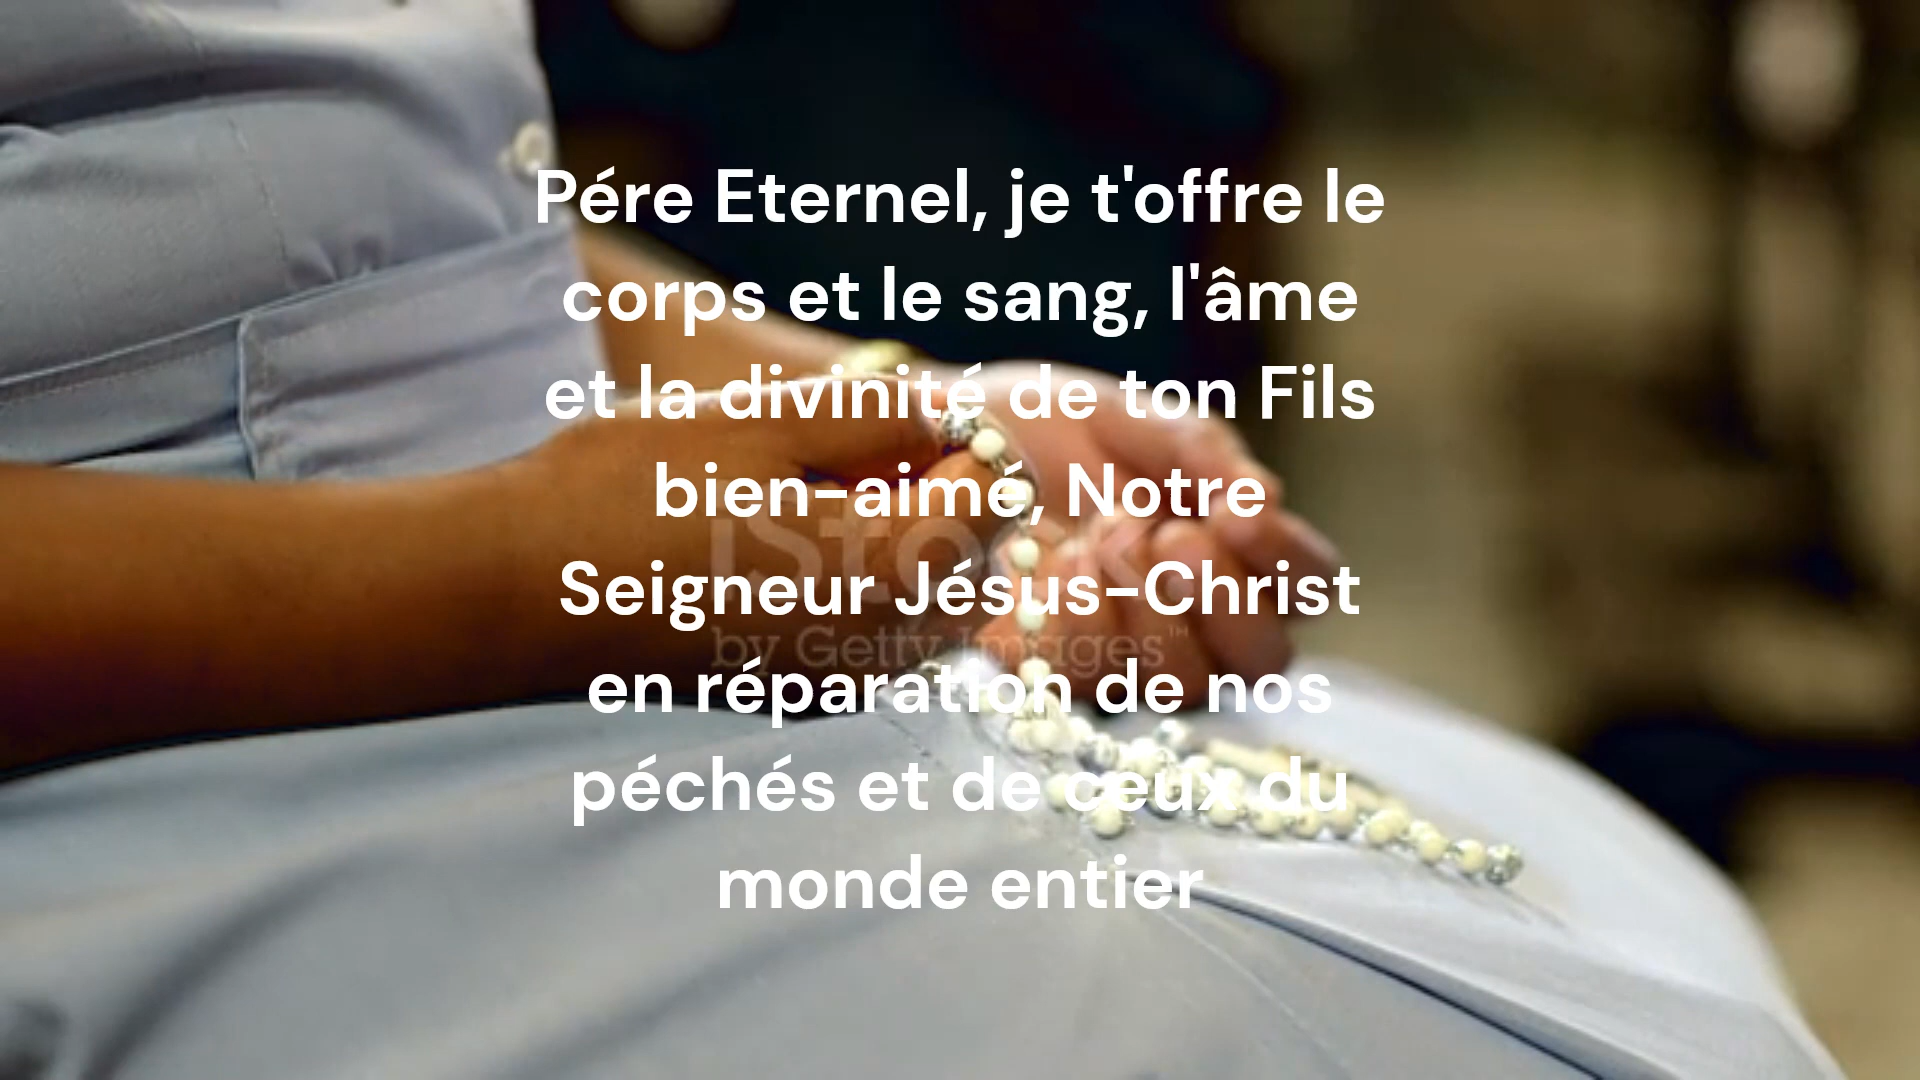 Pére Eternel, je t'offre le
corps et le sang, l'âme
et la divinité de ton Fils
bien-aimé, Notre
Seigneur Jésus-Christ
en réparation de nos
péchés et de ceux du
monde entier
iStock
by Getty Images™